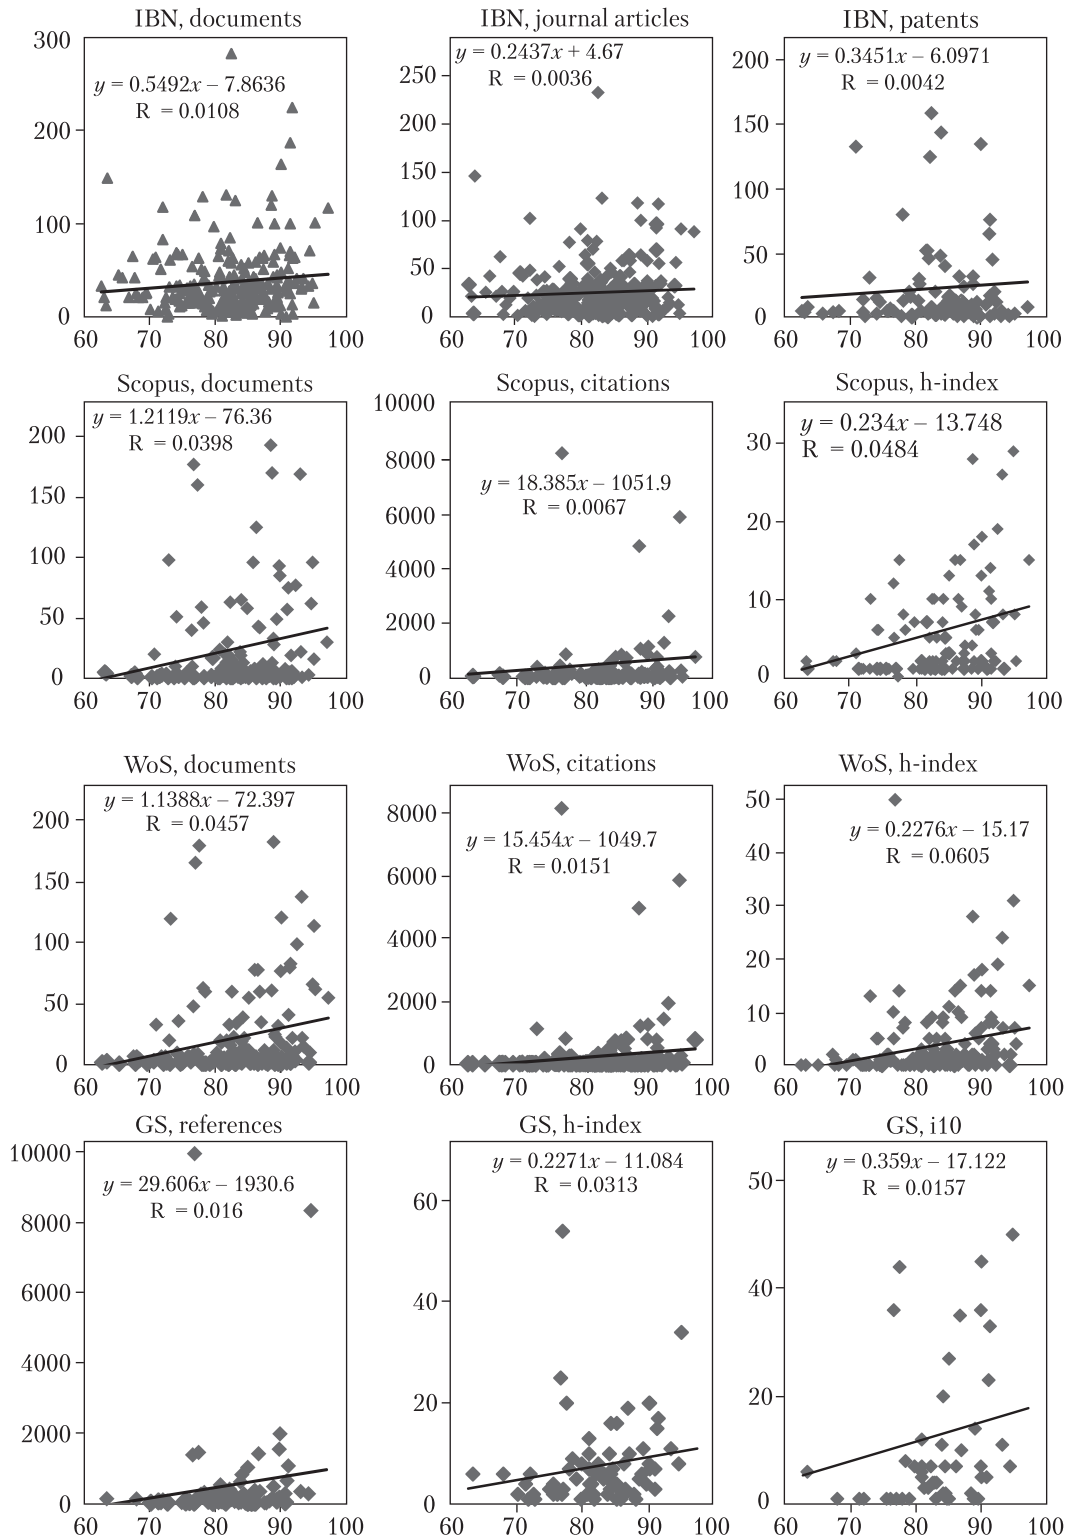 IBN, documents
300
200
100
0
60 70 80 90 100
y = 0.5492x – 7.8636
R = 0.0108
IBN, journal articles
250
200
150
100
50
0
60 70 80 90 100
y = 0.2437x + 4.67
R = 0.0036
IBN, patents
200
150
100
50
0
60 70 80 90 100
y = 0.3451x – 6.0971
R = 0.0042
Scopus, documents
200
150
100
50
0
60 70 80 90 100
y = 1.2119x – 76.36
R = 0.0398
Scopus, citations
10000
8000
6000
4000
2000
0
60 70 80 90 100
y = 18.385x – 1051.9
R = 0.0067
Scopus, h-index
30
20
10
0
60 70 80 90 100
y = 0.234x – 13.748
R = 0.0484
WoS, documents
200
150
100
50
0
60 70 80 90 100
y = 1.1388x – 72.397
R = 0.0457
WoS, citations
8000
6000
4000
2000
0
60 70 80 90 100
y = 15.454x – 1049.7
R = 0.0151
WoS, h-index
50
40
30
20
10
0
60 70 80 90 100
y = 0.2276x – 15.17
R = 0.0605
GS, references
10000
8000
6000
4000
2000
0
60 70 80 90 100
y = 29.606x – 1930.6
R = 0.016
GS, h-index
60
40
20
0
60 70 80 90 100
y = 0.2271x – 11.084
R = 0.0313
GS, i10
50
40
20
0
60 70 80 90 100
y = 0.359x – 17.122
R = 0.0157